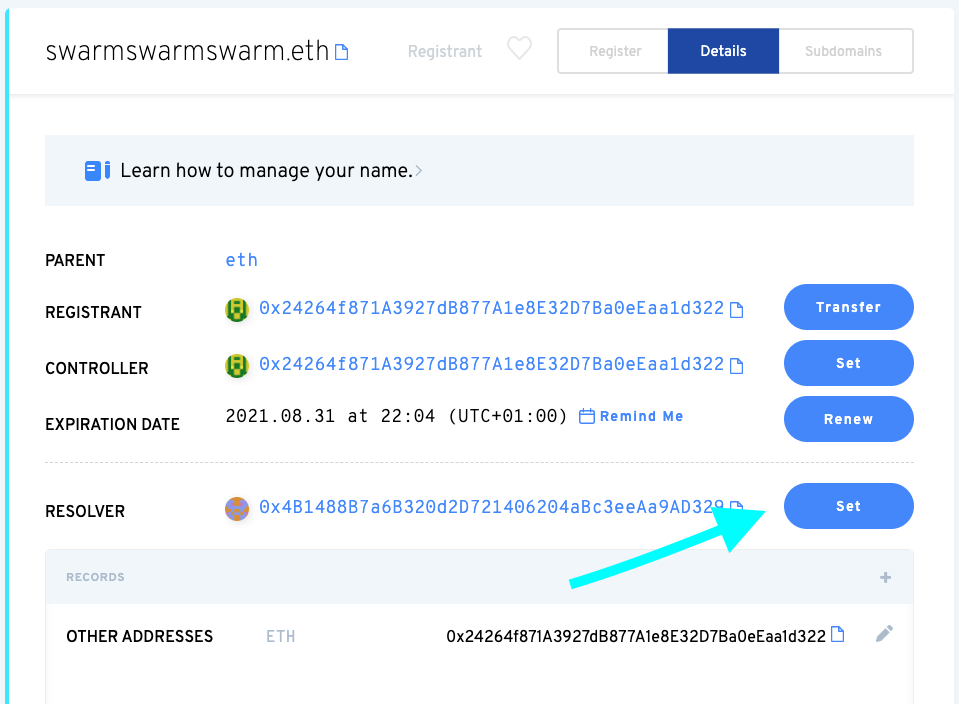 swarmswarmswarm.eth Registrant Register Details Subdomains
Learn how to manage your name.
PARENT eth
REGISTRANT 0x24264f871A3927dB877A1e8E32D7Ba0eEaa1d322 Transfer
CONTROLLER 0x24264f871A3927dB877A1e8E32D7Ba0eEaa1d322 Set
EXPIRATION DATE 2021.08.31 at 22:04 (UTC+01:00) Remind Me Renew
RESOLVER 0x4B1488B7a6B320d2D721406204aBc3eeAa9AD329 Set
RECORDS +
OTHER ADDRESSES ETH 0x24264f871A3927dB877A1e8E32D7Ba0eEaa1d322